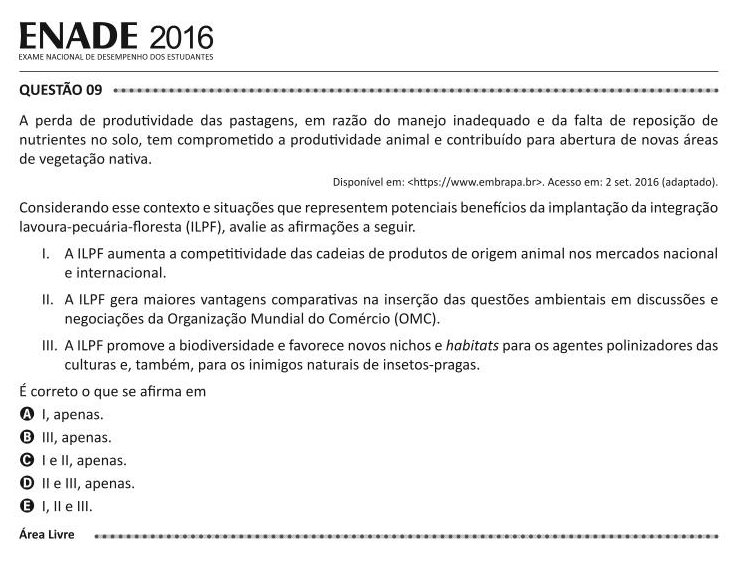 ENADE 2016
EXAME NACIONAL DE DESEMPENHO DOS ESTUDANTES
QUESTÃO 09
A perda de produtividade das pastagens, em razão do manejo inadequado e da falta de reposição de
nutrientes no solo, tem comprometido a produtividade animal e contribuído para abertura de novas áreas
de vegetação nativa.
Disponível em: <https://www.embrapa.br>. Acesso em: 2 set. 2016 (adaptado).
Considerando esse contexto e situações que representem potenciais benefícios da implantação da integração
lavoura-pecuária-floresta (ILPF), avalie as afirmações a seguir.
I. A ILPF aumenta a competitividade das cadeias de produtos de origem animal nos mercados nacional
e internacional.
II. A ILPF gera maiores vantagens comparativas na inserção das questões ambientais em discussões e
negociações da Organização Mundial do Comércio (OMC).
III. A ILPF promove a biodiversidade e favorece novos nichos e habitats para os agentes polinizadores das
culturas e, também, para os inimigos naturais de insetos-pragas.
É correto o que se afirma em
A I, apenas.
B III, apenas.
C I e II, apenas.
D II e III, apenas.
E I, II e III.
Área Livre